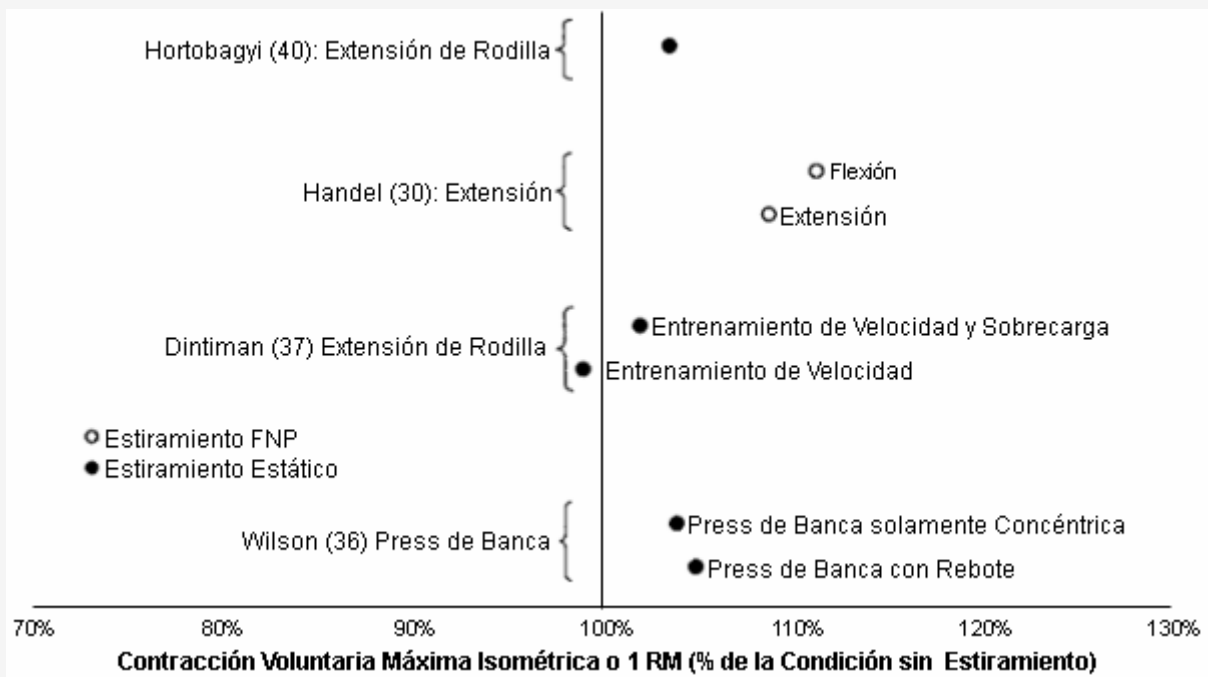 Hortobagyi (40): Extensión de Rodilla
Handel (30): Extensión
Flexión
Extensión
Dintiman (37) Extensión de Rodilla
Entrenamiento de Velocidad y Sobrecarga
Entrenamiento de Velocidad
Estiramiento FNP
Estiramiento Estático
Wilson (36) Press de Banca
Press de Banca solamente Concéntrica
Press de Banca con Rebote
70% 80% 90% 100% 110% 120% 130%
Contracción Voluntaria Máxima Isométrica o 1 RM (% de la Condición sin Estiramiento)